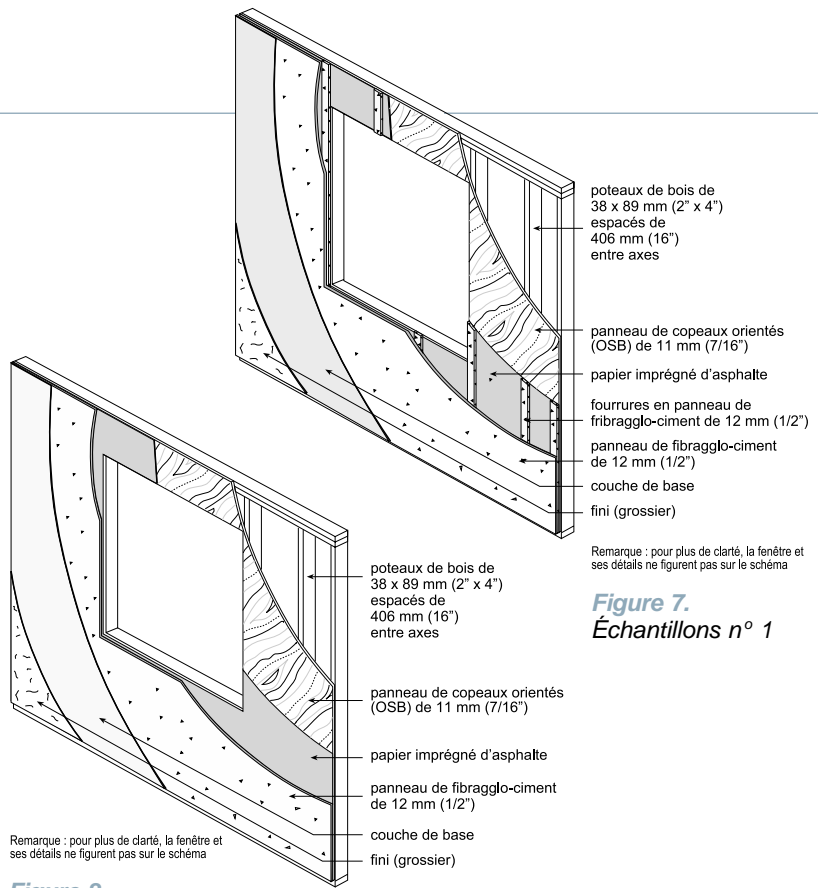 poteaux de bois de
38 x 89 mm (2” x 4”)
espacés de
406 mm (16”)
entre axes
panneau de copeaux orientés
(OSB) de 11 mm (7/16”)
papier imprégné d’asphalte
fourrures en panneau de
fribragglo-ciment de 12 mm (1/2”)
panneau de fibragglo-ciment
de 12 mm (1/2”)
couche de base
fini (grossier)
Remarque : pour plus de clarté, la fenêtre et
ses détails ne figurent pas sur le schéma
Figure 7.
Échantillons n° 1
poteaux de bois de
38 x 89 mm (2” x 4”)
espacés de
406 mm (16”)
entre axes
panneau de copeaux orientés
(OSB) de 11 mm (7/16”)
papier imprégné d’asphalte
panneau de fibragglo-ciment
de 12 mm (1/2”)
couche de base
fini (grossier)
Remarque : pour plus de clarté, la fenêtre et
ses détails ne figurent pas sur le schéma